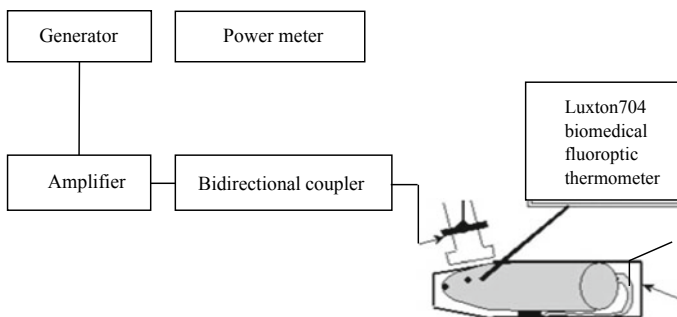 Generator
Power meter
Luxton704
biomedical
fluoroptic
thermometer
Amplifier
Bidirectional coupler